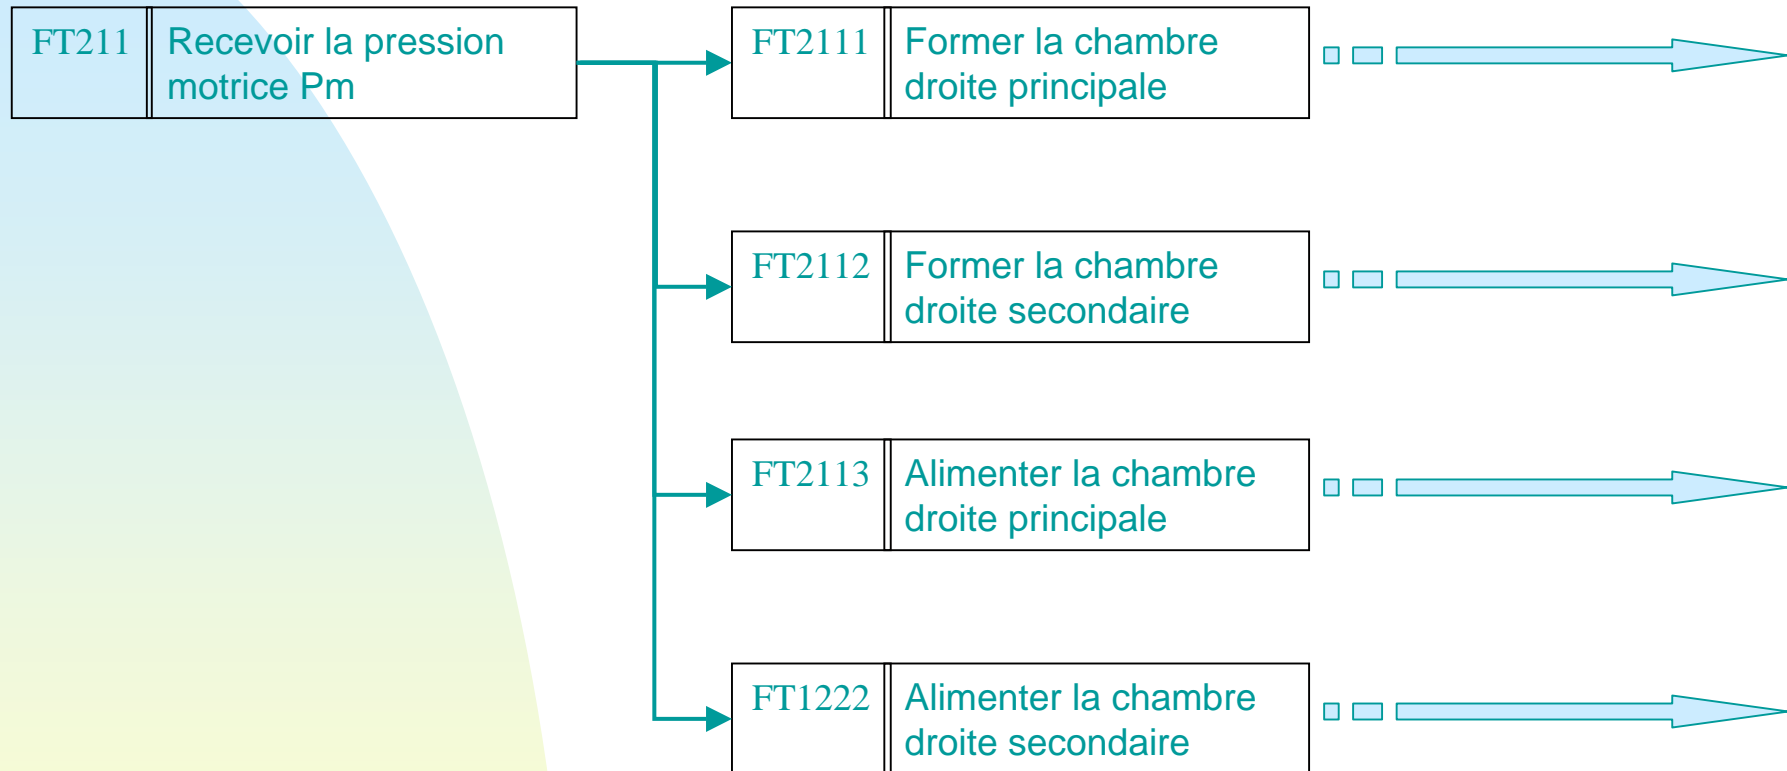 FT211 Recevoir la pression
motrice Pm
FT2111 Former la chambre
droite principale
FT2112 Former la chambre
droite secondaire
FT2113 Alimenter la chambre
droite principale
FT1222 Alimenter la chambre
droite secondaire